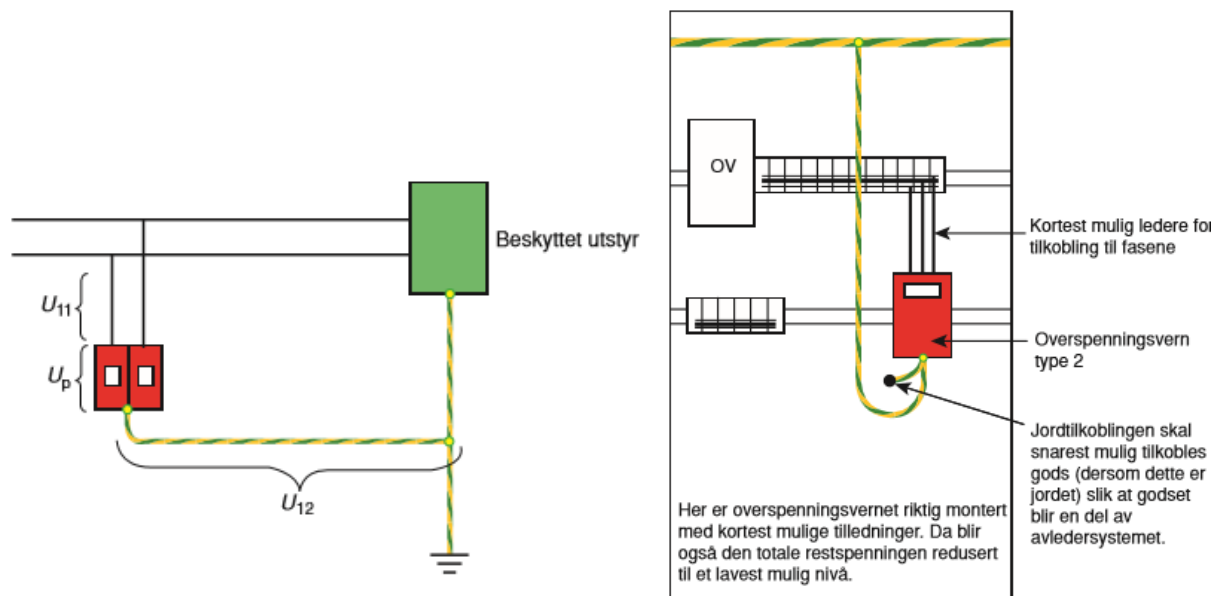 Beskyttet utstyr
U11
Up
U12
OV
Kortest mulig ledere for
tilkobling til fasene
Overspenningsvern
type 2
Jordtilkoblingen skal
snarest mulig tilkobles
gods (dersom dette er
jordet) slik at godset
blir en del av
avledersystemet.
Her er overspenningsvernet riktig montert
med kortest mulige tilledninger. Da blir
også den totale restspenningen redusert
til et lavest mulig nivå.